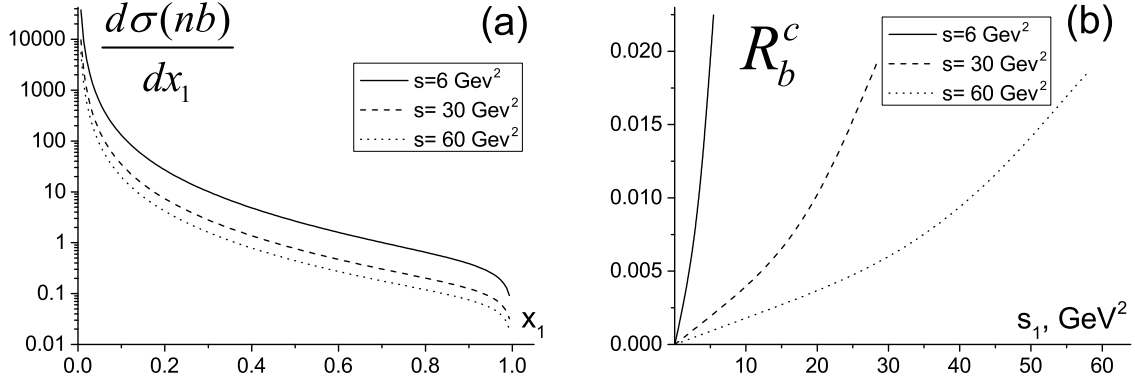 dσ(nb)
dx₁
(a)
s=6 Gev²
s= 30 Gev²
s= 60 Gev²
10000
1000
100
10
1
0.1
0.01
0.0
0.2
0.4
0.6
0.8
1.0
x₁
R_b^c
(b)
s=6 GeV²
s= 30 GeV²
s= 60 GeV²
0.020
0.015
0.010
0.005
0.000
10
20
30
40
50
60
s₁, GeV²